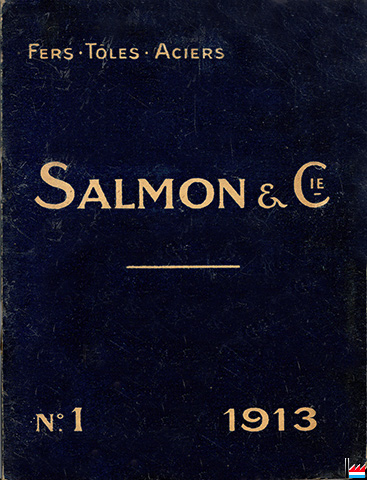 FERS · TOLES · ACIERS
SALMON & CIE
N° 1 1913